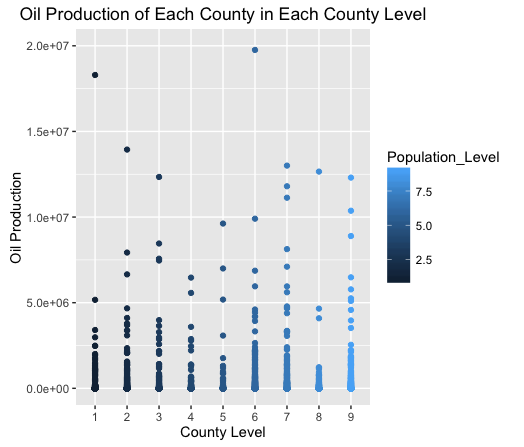 Oil Production of Each County in Each County Level
2.0e+07
1.5e+07
1.0e+07
5.0e+06
0.0e+00
Oil Production
1 2 3 4 5 6 7 8 9
County Level
Population_Level
7.5
5.0
2.5